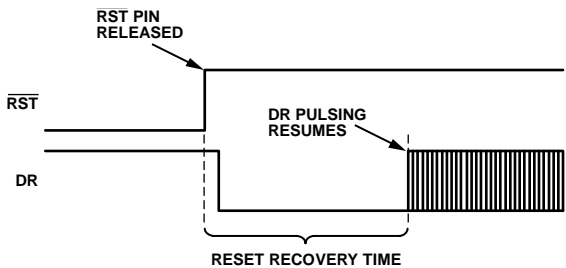 RST PIN
RELEASED
RST
DR PULSING
RESUMES
DR
RESET RECOVERY TIME